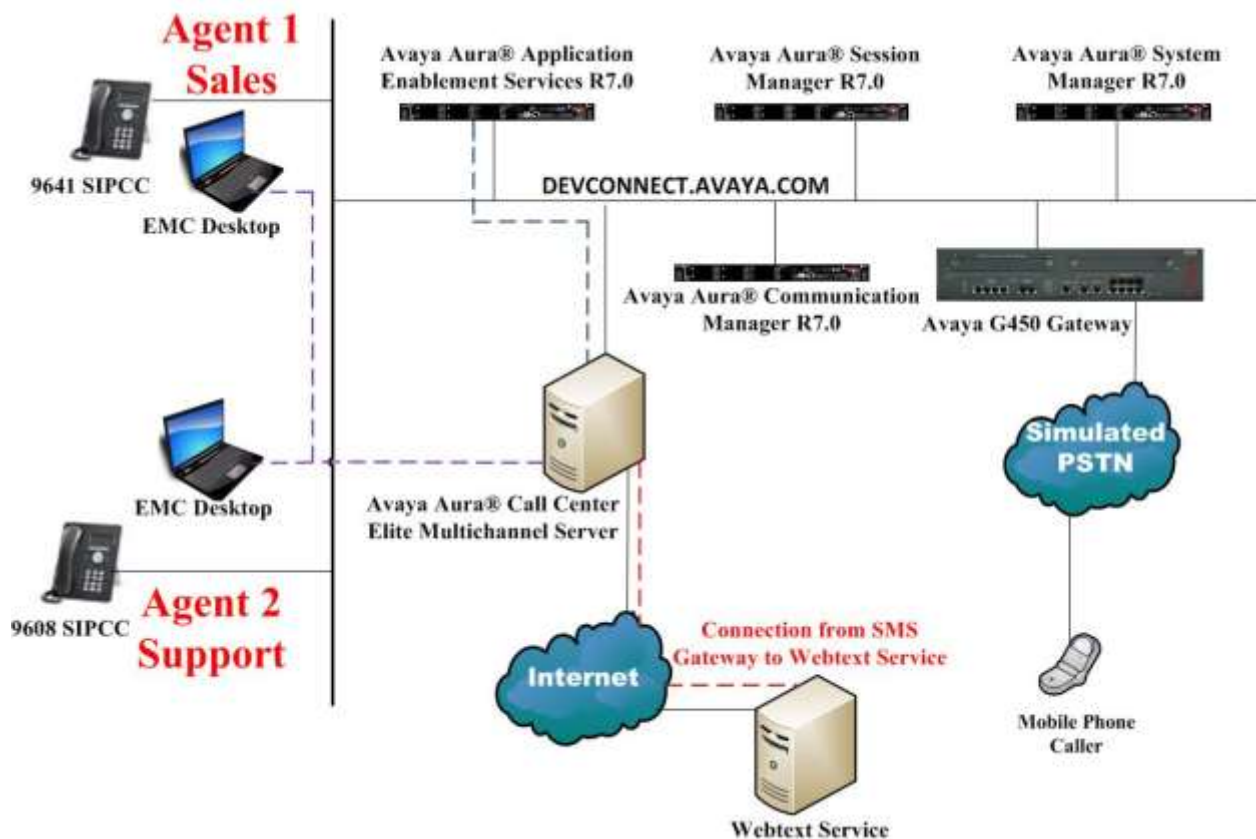 Agent 1
Sales
9641 SIPCC
EMC Desktop
Avaya Aura® Application
Enablement Services R7.0
Avaya Aura® Session
Manager R7.0
Avaya Aura® System
Manager R7.0
DEVCONNECT.AVAYA.COM
Avaya Aura® Communication
Manager R7.0
Avaya G450 Gateway
EMC Desktop
Avaya Aura® Call Center
Elite Multichannel Server
Simulated
PSTN
9608 SIPCC
Agent 2
Support
Internet
Connection from SMS
Gateway to Webtext Service
Mobile Phone
Caller
Webtext Service